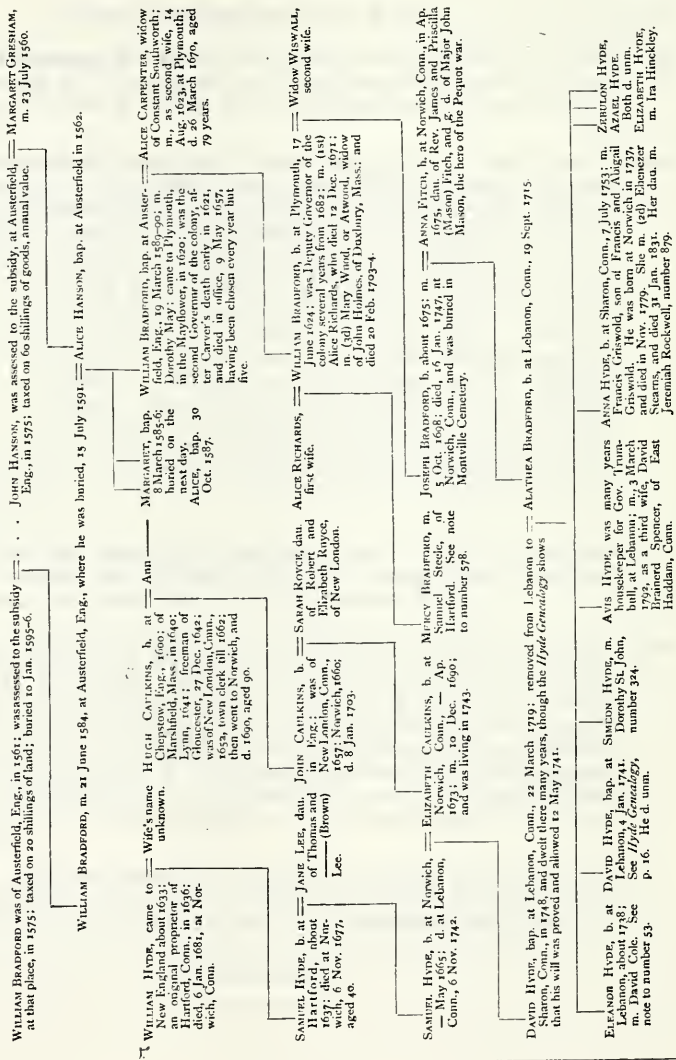 WILLIAM BRADFORD was of Austerfield, Eng., in 1561; was assessed to the subsidy
at that place, in 1575; taxed on 20 shillings of land; buried 10 Jan. 1595-6.
== . . .
JOHN HANSON, was assessed to the subsidy, at Austerfield,
Eng., in 1575; taxed on 60 shillings of goods, annual value.
== MARGARET GRESHAM,
m. 23 July 1560.
WILLIAM BRADFORD, m. 21 June 1584, at Austerfield, Eng., where he was buried, 15 July 1591. == ALICE HANSON, bap. at Austerfield in 1562.
WILLIAM HYDE, came to
New England about 1633;
an original proprietor of
Hartford, Conn., in 1636;
died, 6 Jan. 1681, at Nor-
wich, Conn.
== Wife's name
unknown.
HUGH CAULKINS, b. at
Chepstow, Eng., 1600; of
Marshfield, Mass., in 1640;
Lynn, 1641; freeman of
Gloucester, 27 Dec. 1642;
was of New London, Conn.,
1652, town clerk till 1662;
then went to Norwich, and
d. 1690, aged 90.
== Ann ——
MARGARET, bap.
8 March 1585-6;
buried on the
next day.
ALICE, bap. 30
Oct. 1587.
WILLIAM BRADFORD, bap. at Auster-
field, Eng., 19 March 1589-90; m.
Dorothy May; came to Plymouth,
in the Mayflower, in 1620; was the
second Governor of the colony, af-
ter Carver's death early in 1621,
and died in office, 9 May 1657,
having been chosen every year but
five.
== ALICE CARPENTER, widow
of Constant Southworth;
m., as second wife, 14
Aug. 1623, at Plymouth;
d. 26 March 1670, aged
79 years.
SAMUEL HYDE, b. at
Hartford, about
1637; died at Nor-
wich, 6 Nov. 1677,
aged 40.
== JANE LEE, dau.
of Thomas and
—— (Brown)
Lee.
JOHN CAULKINS, b.
in Eng.; was of
New London, Conn.,
1657; Norwich, 1660;
d. 8 Jan. 1703.
== SARAH ROYCE, dau.
of Robert and
Elizabeth Royce,
of New London.
ALICE RICHARDS,
first wife.
== WILLIAM BRADFORD, b. at Plymouth, 17
June 1624; was Deputy Governor of the
colony several years from 1682; m. (1st)
Alice Richards, who died 12 Dec. 1671;
m. (3d) Mary Wood, or Atwood, widow
of John Holmes, of Duxbury, Mass.; and
died 20 Feb. 1703-4.
== Widow WISWALL,
second wife.
SAMUEL HYDE, b. at Norwich,
— May 1665; d. at Lebanon,
Conn., 6 Nov. 1742.
== ELIZABETH CAULKINS, b. at
Norwich, Conn., — Ap.
1673; m. 10 Dec. 1690;
and was living in 1743.
MERCY BRADFORD, m.
Samuel Steele, of
Hartford. See note
to number 578.
JOSEPH BRADFORD, b. about 1675; m.
5 Oct. 1698; died, 16 Jan. 1747, at
Norwich, Conn., and was buried in
Montville Cemetery.
== ANNA FITCH, b. at Norwich, Conn., in Ap.
1675, dau. of Rev. James and Priscilla
(Mason) Fitch, and g. d. of Major John
Mason, the hero of the Pequot war.
DAVID HYDE, bap. at Lebanon, Conn., 22 March 1719; removed from Lebanon to
Sharon, Conn., in 1748, and dwelt there many years, though the Hyde Genealogy shows
that his will was proved and allowed 12 May 1741.
== ALATHEA BRADFORD, b. at Lebanon, Conn., 19 Sept. 1715.
ELEANOR HYDE, b. at
Lebanon, about 1738;
m. David Cole. See
note to number 53.
DAVID HYDE, bap. at
Lebanon, 4 Jan. 1741.
See Hyde Genealogy,
p. 16. He d. unm.
SIMEON HYDE, m.
Dorothy St. John,
number 324.
AVIS HYDE, was many years
housekeeper for Gov. Trum-
bull, at Lebanon; m., 3 March
1792, as a third wife, David
Brainerd Spencer, of East
Haddam, Conn.
ANNA HYDE, b. at Sharon, Conn., 7 July 1753; m.
Francis Griswold, son of Francis and Abigail
Griswold. He was born at Norwich in 1737,
and died in Nov. 1779. She m. (2d) Ebenezer
Stearns, and died 31 Jan. 1831. Her dau. m.
Jeremiah Rockwell, number 879.
ZEBULON HYDE,
AZAEL HYDE.
Both d. unm.
ELIZABETH HYDE,
m. Ira Hinckley.